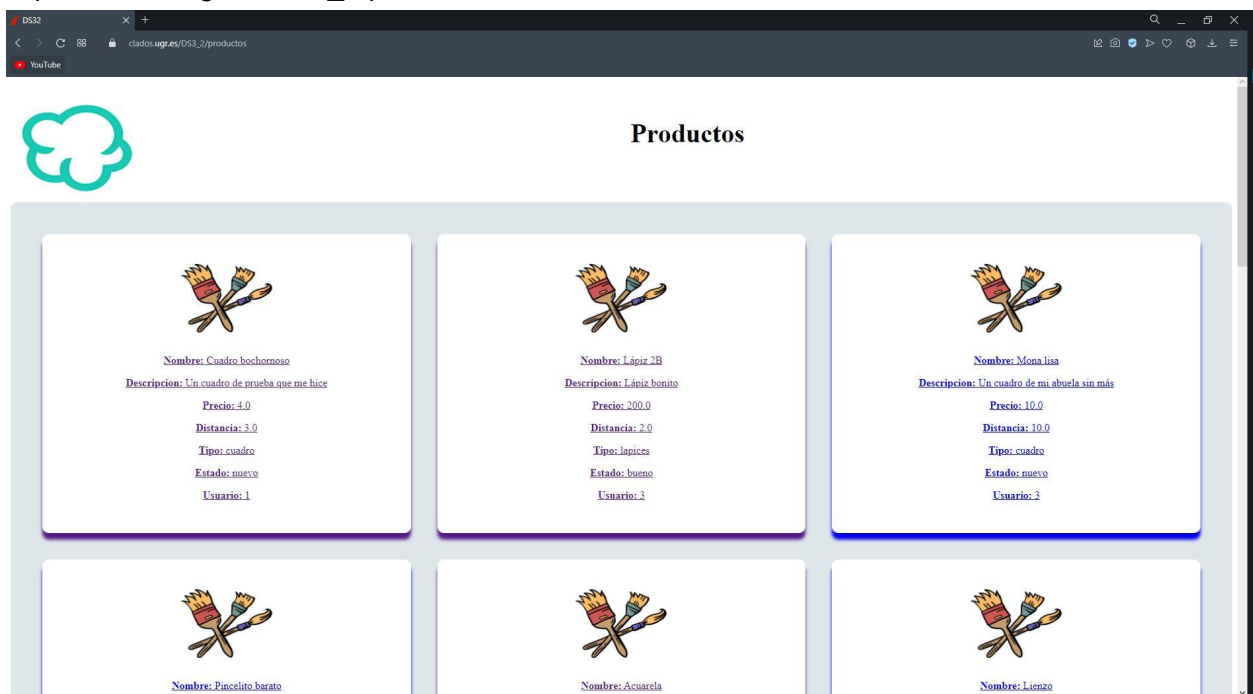 DS32
clados.ugr.es/DS3_2/productos
YouTube
Productos
Nombre: Cuadro bochornoso
Descripcion: Un cuadro de prueba que me hice
Precio: 4.0
Distancia: 3.0
Tipo: cuadro
Estado: nuevo
Usuario: 1
Nombre: Lápiz 2B
Descripcion: Lápiz bonito
Precio: 200.0
Distancia: 2.0
Tipo: lapices
Estado: bueno
Usuario: 3
Nombre: Mona lisa
Descripcion: Un cuadro de mi abuela sin más
Precio: 10.0
Distancia: 10.0
Tipo: cuadro
Estado: nuevo
Usuario: 3
Nombre: Pincelito barato
Nombre: Acuarela
Nombre: Lienzo